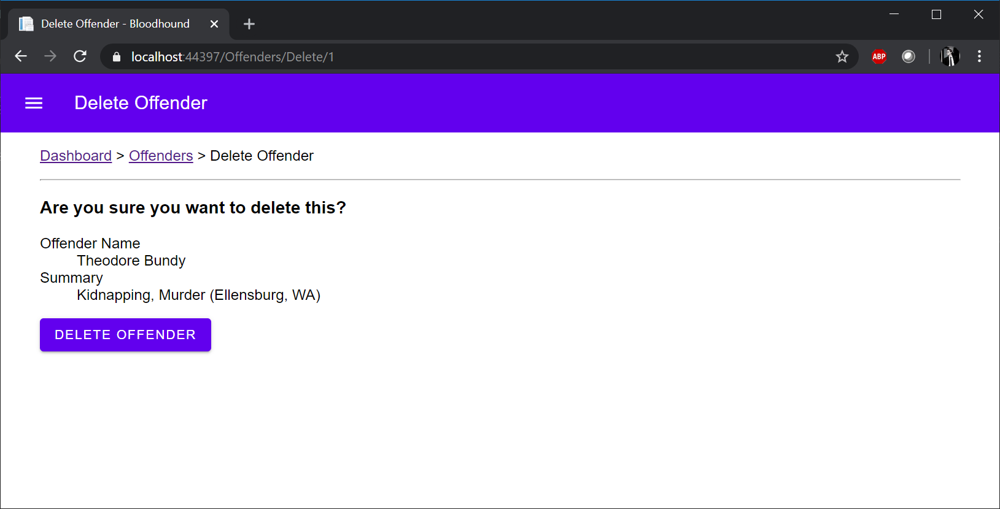 Delete Offender - Bloodhound
localhost:44397/Offenders/Delete/1
ABP
Delete Offender
Dashboard > Offenders > Delete Offender
Are you sure you want to delete this?
Offender Name
Theodore Bundy
Summary
Kidnapping, Murder (Ellensburg, WA)
DELETE OFFENDER